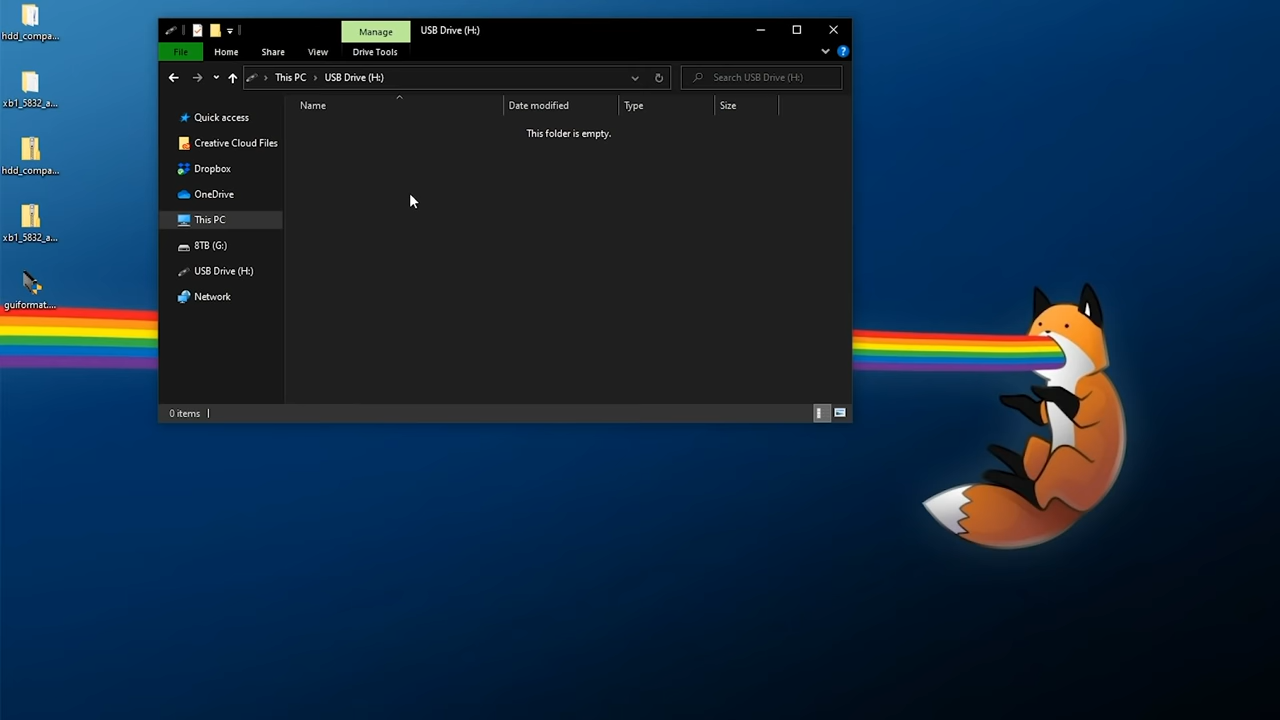 hdd_compa...
xb1_5832_a...
hdd_compa...
xb1_5832_a...
guiformat....
Manage
USB Drive (H:)
File
Home
Share
View
Drive Tools
This PC
USB Drive (H:)
Search USB Drive (H:)
Name
Date modified
Type
Size
This folder is empty.
Quick access
Creative Cloud Files
Dropbox
OneDrive
This PC
8TB (G:)
USB Drive (H:)
Network
0 items